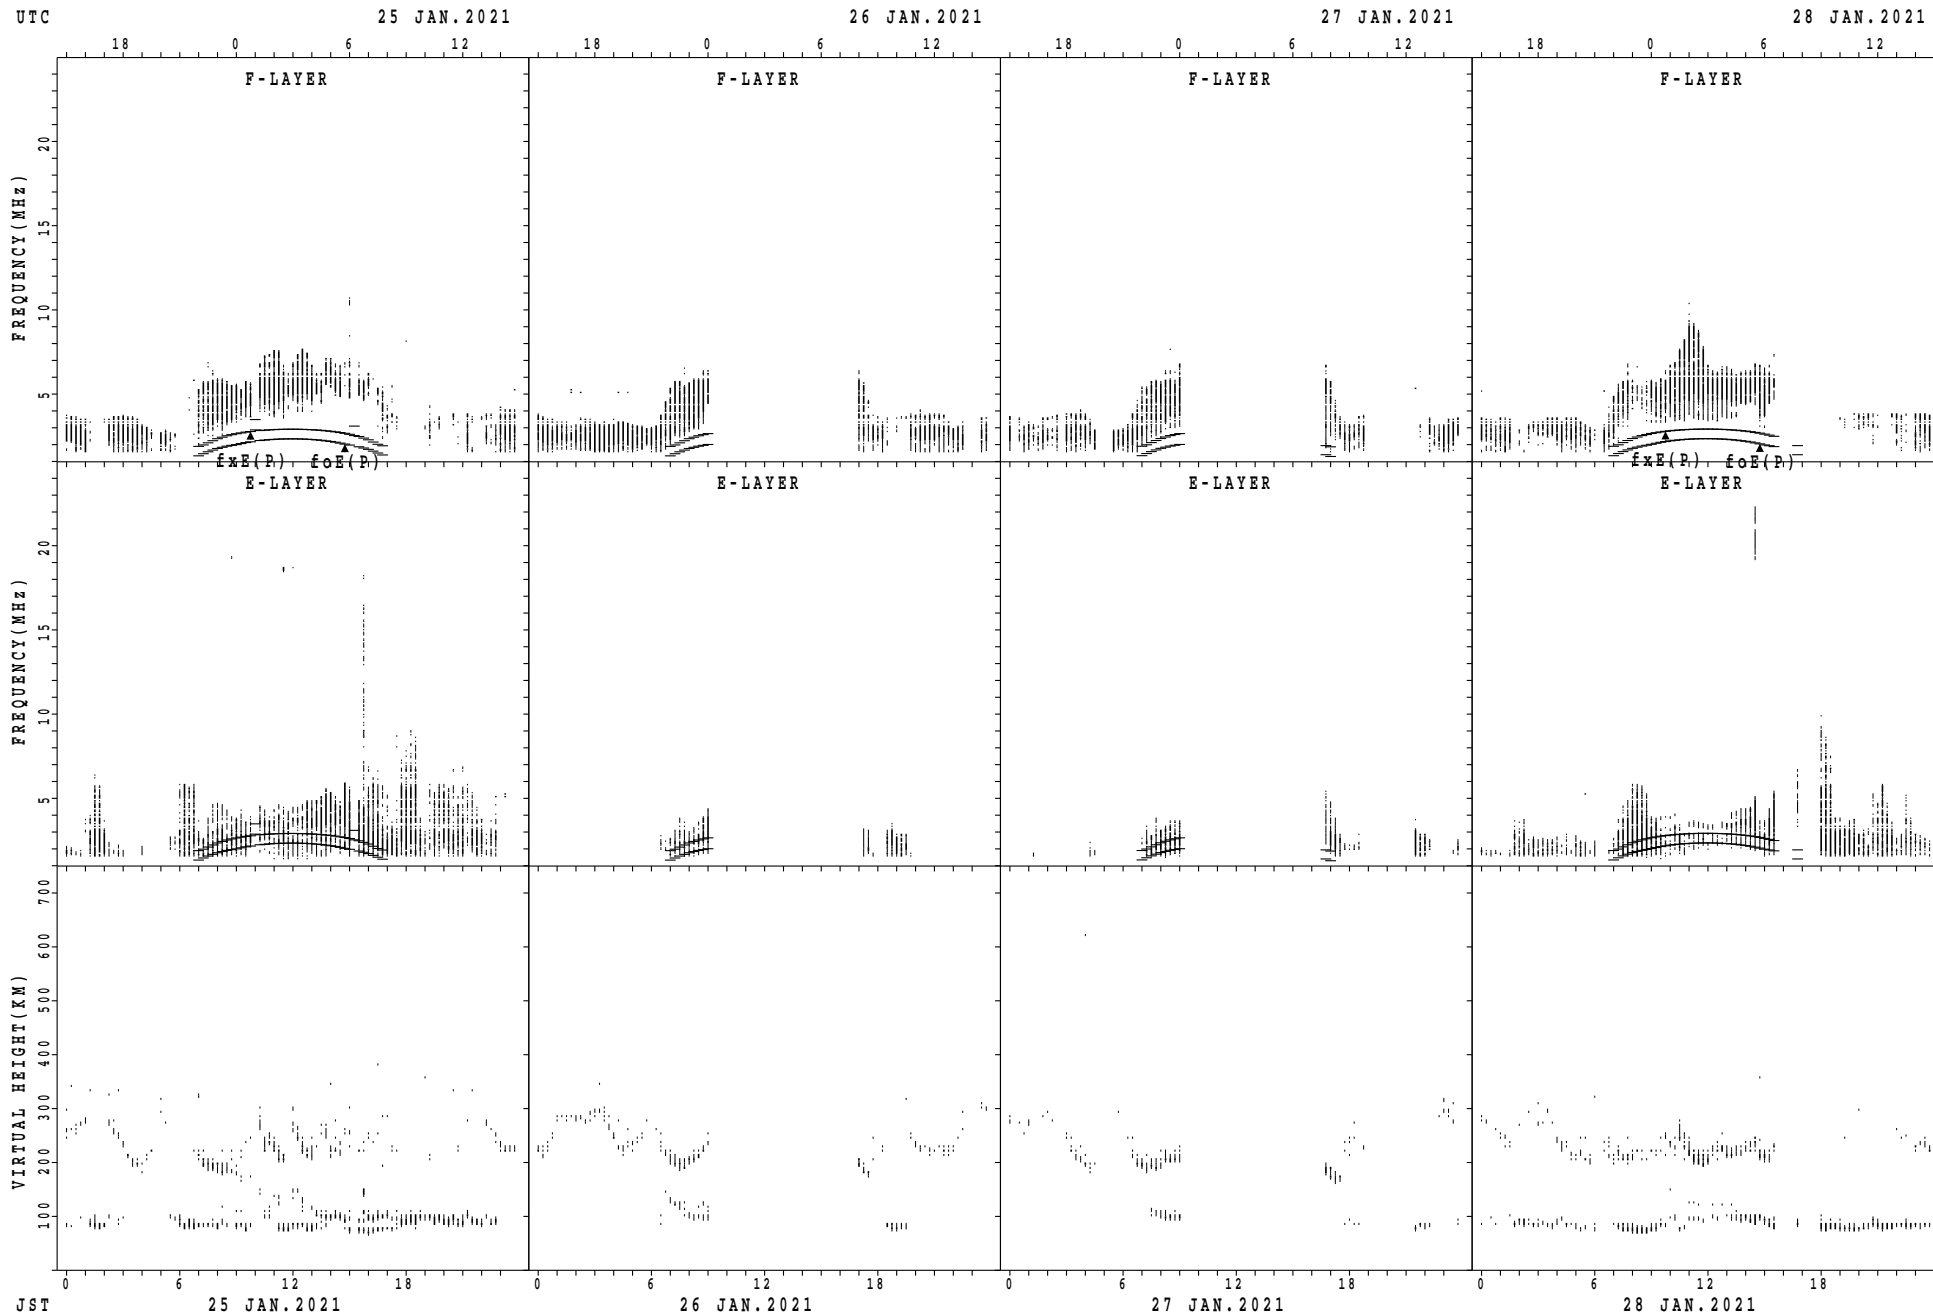 UTC 25 JAN.2021 26 JAN.2021 27 JAN.2021 28 JAN.2021
18 0 6 12 18 0 6 12 18 0 6 12 18 0 6 12
F-LAYER F-LAYER F-LAYER F-LAYER
FREQUENCY(MHz)
20
15
10
5
fxE(P) foE(P) fxE(P) foE(P)
E-LAYER E-LAYER E-LAYER E-LAYER
FREQUENCY(MHz)
20
15
10
5
VIRTUAL HEIGHT(KM)
700
600
500
400
300
200
100
0 6 12 18 0 6 12 18 0 6 12 18 0 6 12 18
JST 25 JAN.2021 26 JAN.2021 27 JAN.2021 28 JAN.2021